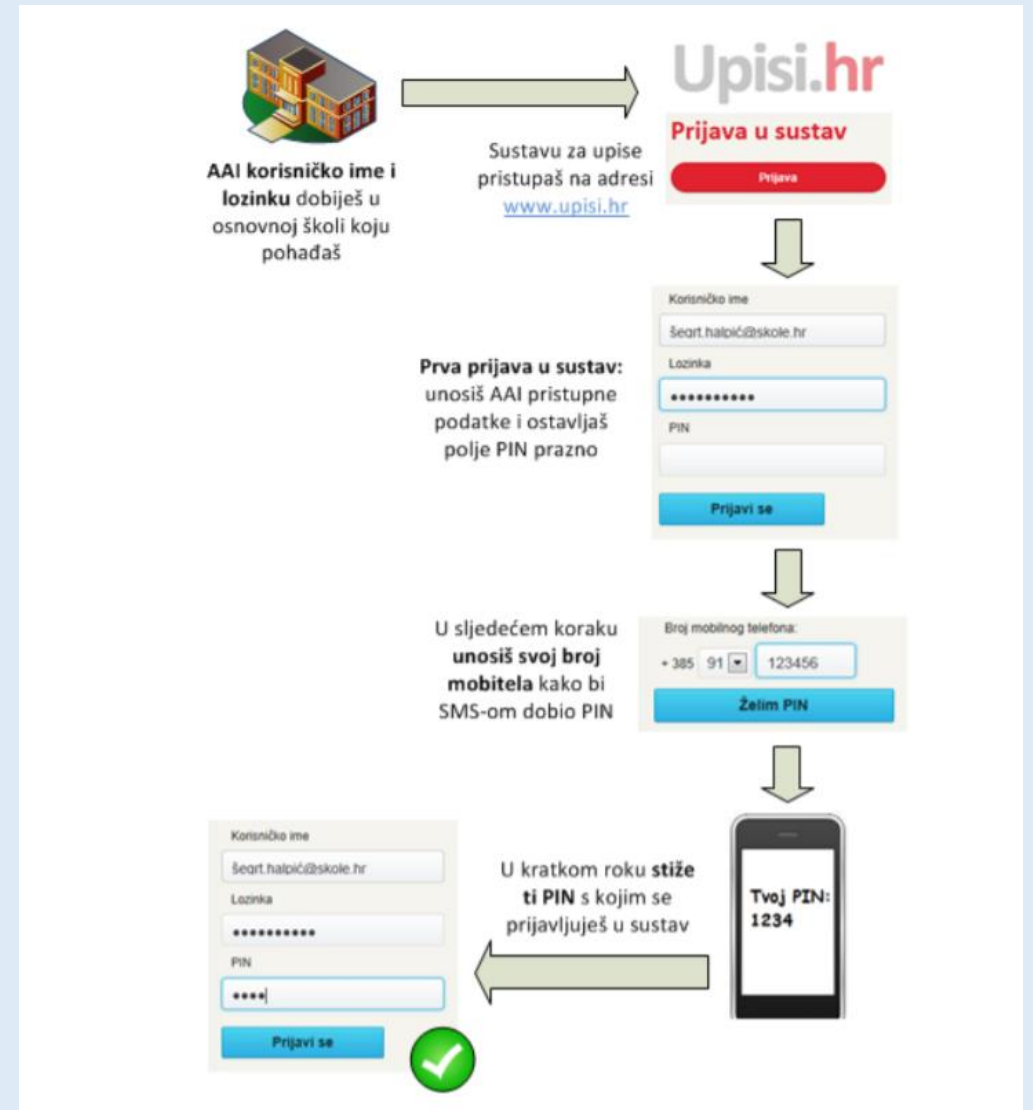 AAI korisničko ime i
lozinku dobiješ u
osnovnoj školi koju
pohađaš
Sustavu za upise
pristupaš na adresi
www.upisi.hr
Upisi.hr
Prijava u sustav
Prijava
Prva prijava u sustav:
unosiš AAI pristupne
podatke i ostavljaš
polje PIN prazno
Korisničko ime
šegrt.halpić@skole.hr
Lozinka
••••••••••
PIN
Prijavi se
U sljedećem koraku
unosiš svoj broj
mobitela kako bi
SMS-om dobio PIN
Broj mobilnog telefona:
+ 385 91 123456
Želim PIN
Tvoj PIN:
1234
U kratkom roku stiže
ti PIN s kojim se
prijavljuješ u sustav
Korisničko ime
šegrt.halpić@skole.hr
Lozinka
••••••••••
PIN
••••
Prijavi se